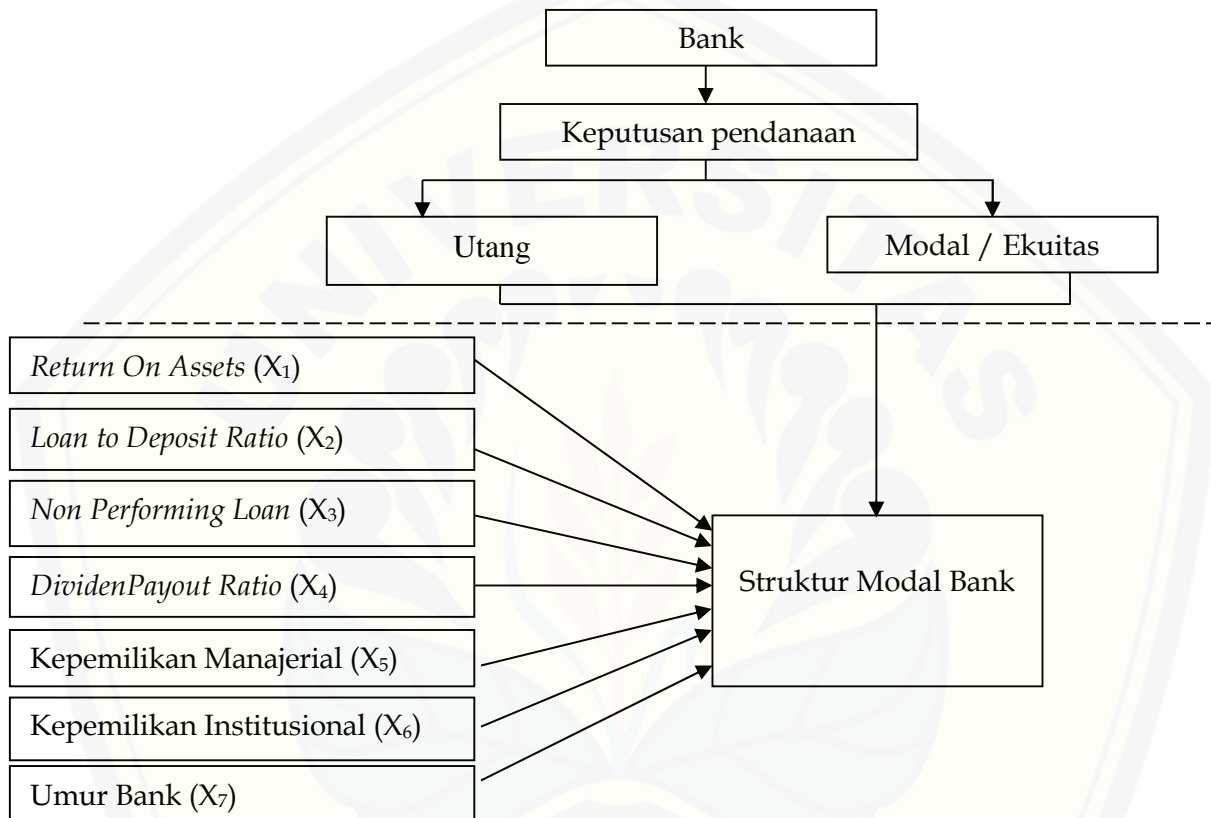 Bank
Keputusan pendanaan
Utang
Modal / Ekuitas
Return On Assets (X₁)
Loan to Deposit Ratio (X₂)
Non Performing Loan (X₃)
DividenPayout Ratio (X₄)
Struktur Modal Bank
Kepemilikan Manajerial (X₅)
Kepemilikan Institusional (X₆)
Umur Bank (X₇)
UNIVERSITAS